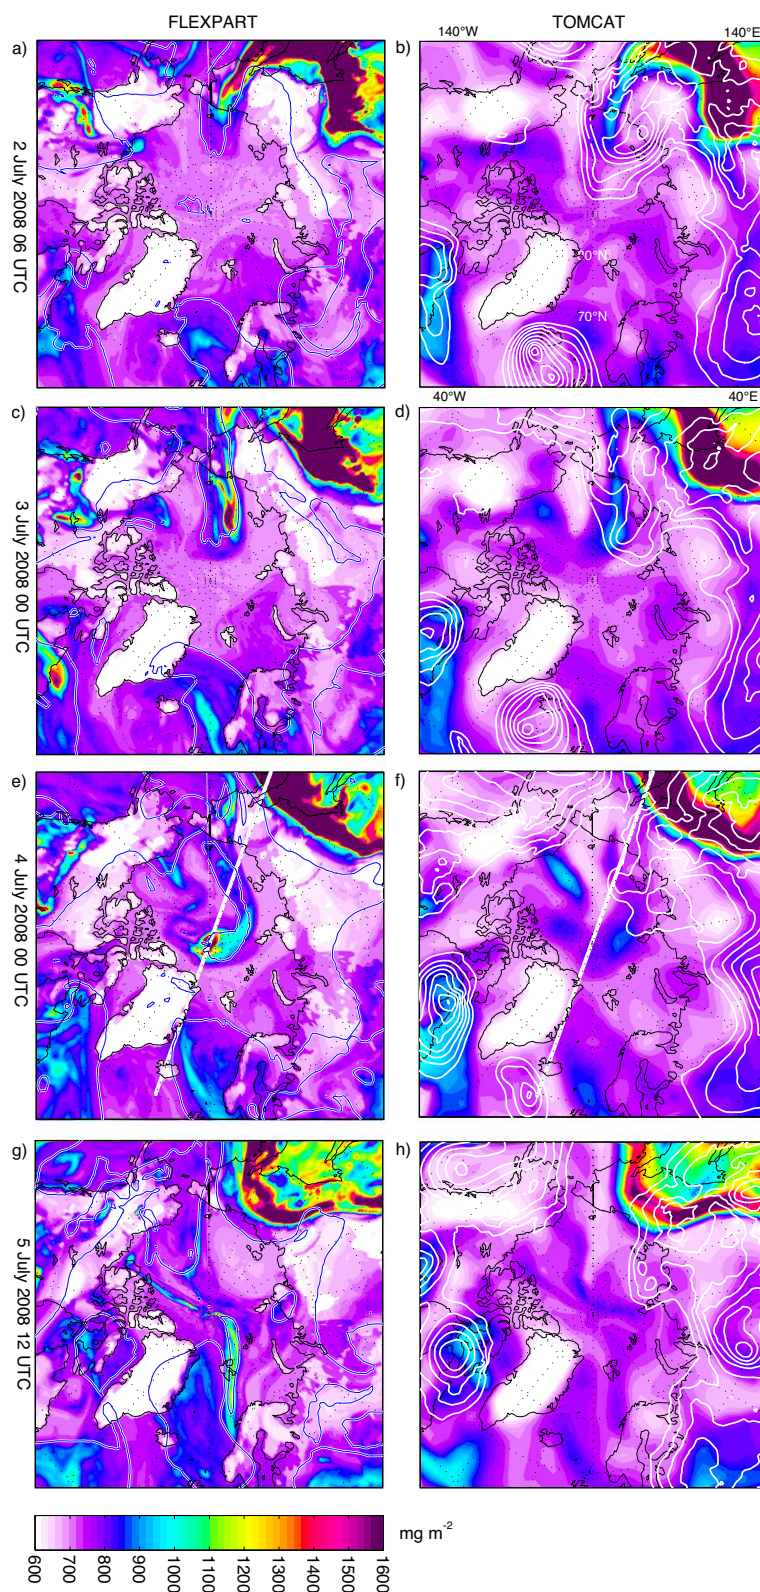 FLEXPART
TOMCAT
a)
b)
140°W
140°E
2 July 2008 06 UTC
90°N
70°N
40°W
40°E
c)
d)
3 July 2008 00 UTC
e)
f)
4 July 2008 00 UTC
g)
h)
5 July 2008 12 UTC
mg m⁻²
600
700
800
900
1000
1100
1200
1300
1400
1500
1600